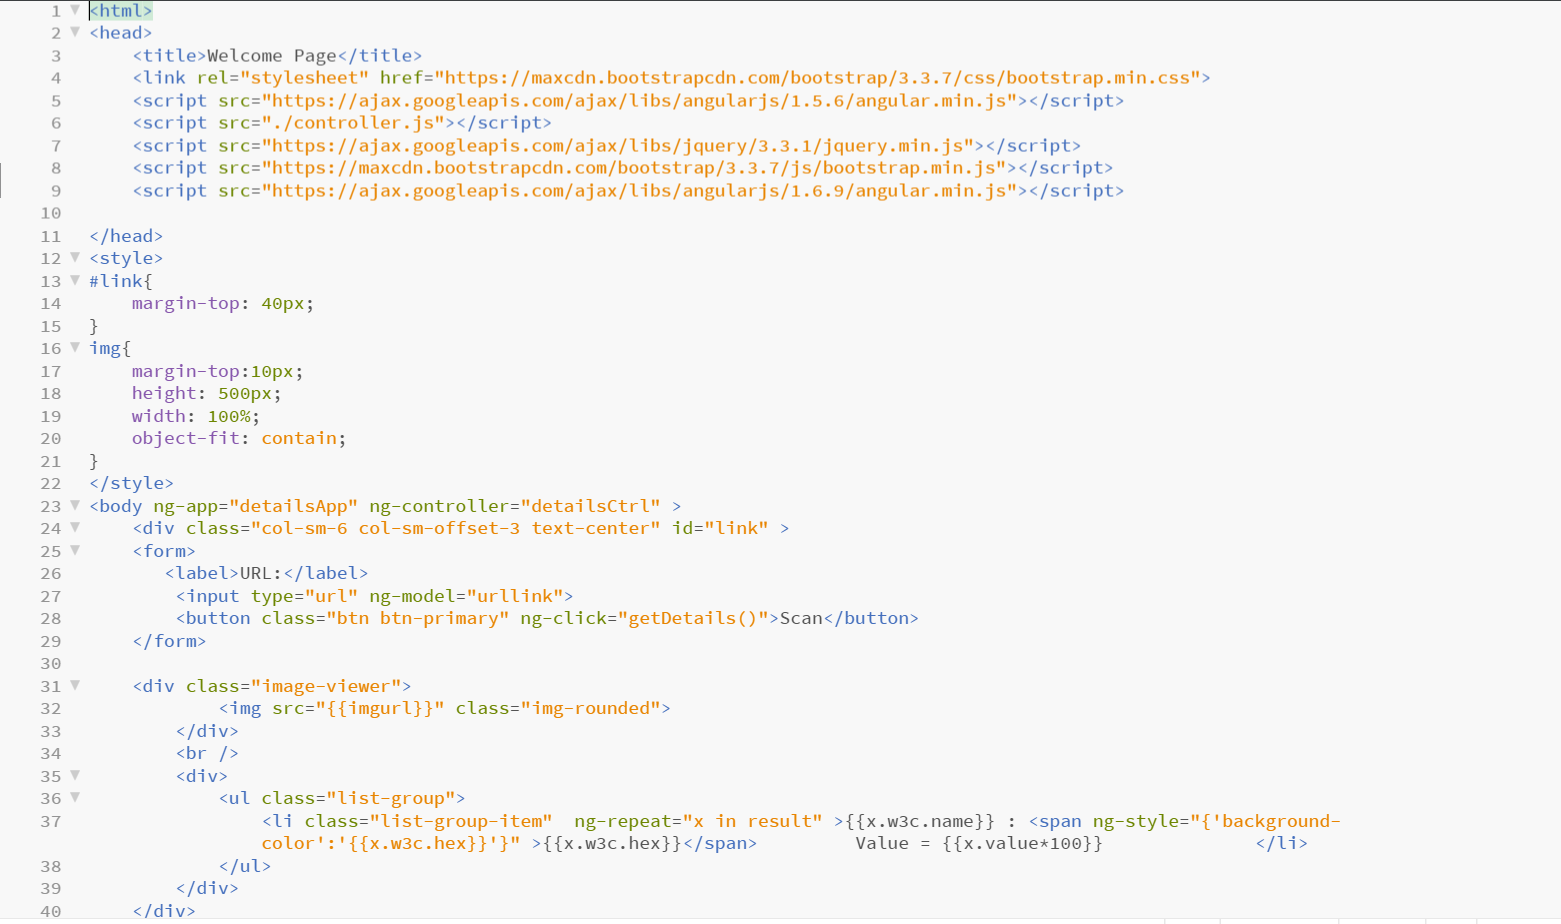 1 <html>
2 <head>
3     <title>Welcome Page</title>
4     <link rel="stylesheet" href="https://maxcdn.bootstrapcdn.com/bootstrap/3.3.7/css/bootstrap.min.css">
5     <script src="https://ajax.googleapis.com/ajax/libs/angularjs/1.5.6/angular.min.js"></script>
6     <script src="./controller.js"></script>
7     <script src="https://ajax.googleapis.com/ajax/libs/jquery/3.3.1/jquery.min.js"></script>
8     <script src="https://maxcdn.bootstrapcdn.com/bootstrap/3.3.7/js/bootstrap.min.js"></script>
9     <script src="https://ajax.googleapis.com/ajax/libs/angularjs/1.6.9/angular.min.js"></script>
10
11 </head>
12 <style>
13 #link{
14     margin-top: 40px;
15 }
16 img{
17     margin-top:10px;
18     height: 500px;
19     width: 100%;
20     object-fit: contain;
21 }
22 </style>
23 <body ng-app="detailsApp" ng-controller="detailsCtrl" >
24     <div class="col-sm-6 col-sm-offset-3 text-center" id="link" >
25     <form>
26        <label>URL:</label>
27         <input type="url" ng-model="urllink">
28         <button class="btn btn-primary" ng-click="getDetails()">Scan</button>
29     </form>
30
31     <div class="image-viewer">
32             <img src="{{imgurl}}" class="img-rounded">
33         </div>
34         <br />
35         <div>
36             <ul class="list-group">
37                 <li class="list-group-item"  ng-repeat="x in result" >{{x.w3c.name}} : <span ng-style="{'background-
                color':'{{x.w3c.hex}}'}" >{{x.w3c.hex}}</span>         Value = {{x.value*100}}              </li>
38             </ul>
39         </div>
40     </div>